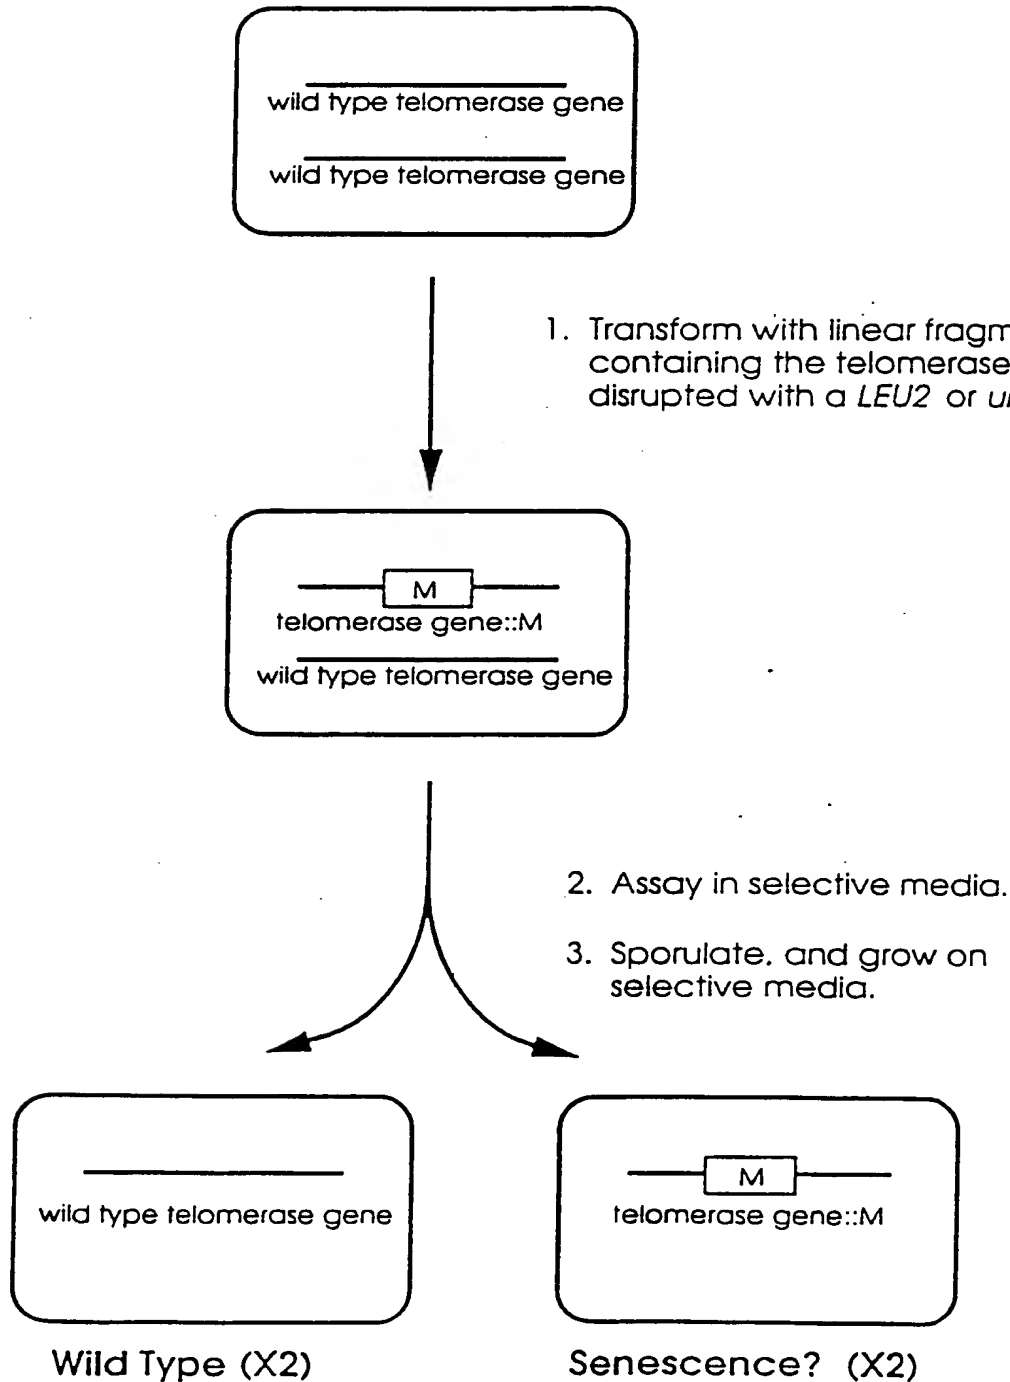 wild type telomerase gene
wild type telomerase gene
1. Transform with linear
containing the telomerase
disrupted with a LEU2 or
M
telomerase gene::M
wild type telomerase gene
2. Assay in selective media.
3. Sporulate, and grow on
selective media.
wild type telomerase gene
Wild Type (X2)
M
telomerase gene::M
Senescence? (X2)